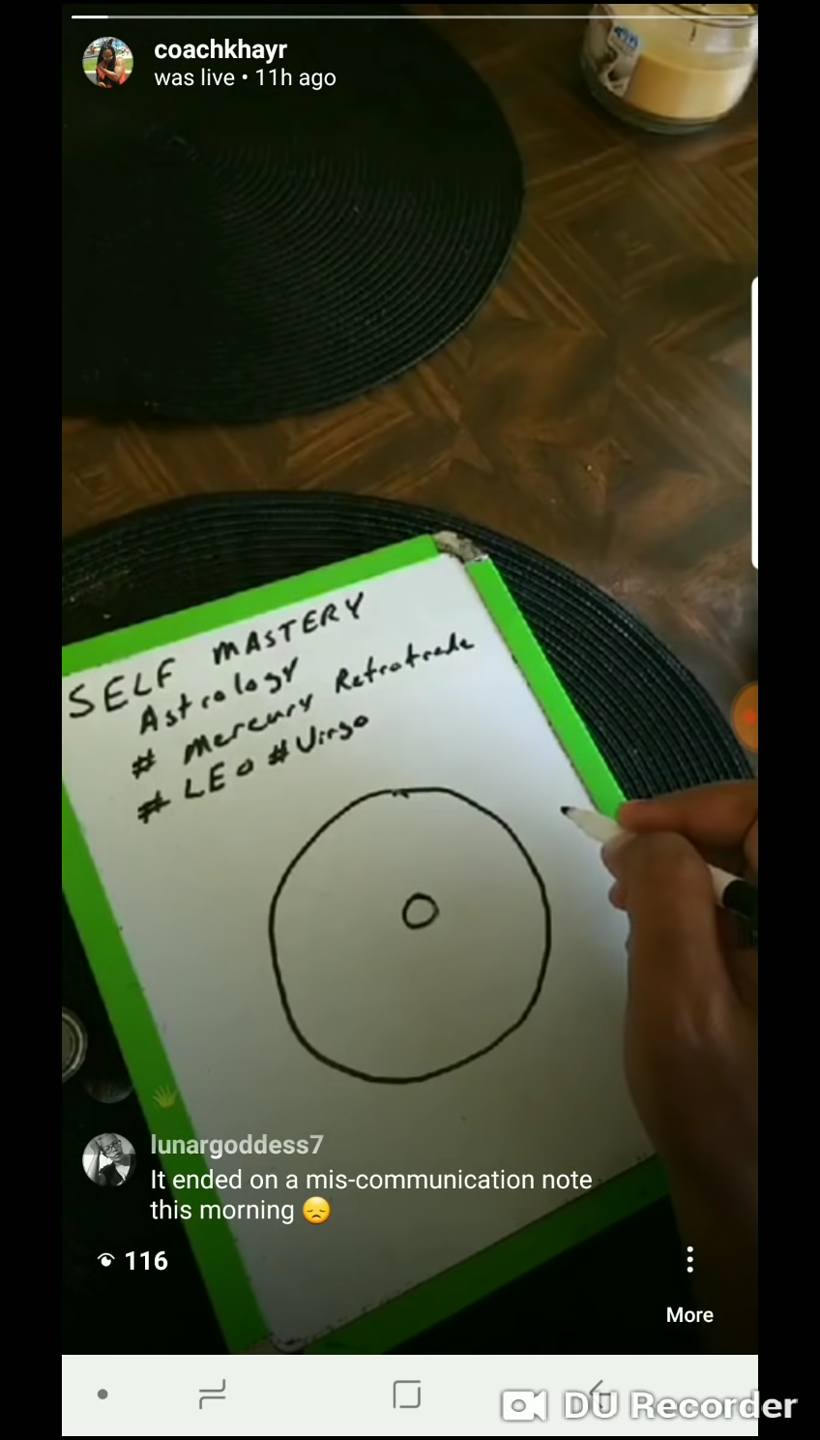 coachkhayr
was live • 11h ago
SELF MASTERY
Astrology
# Mercury Retrotrade
# LEO #Virgo
lunargoddess7
It ended on a mis-communication note
this morning 😞
116
More
DU Recorder